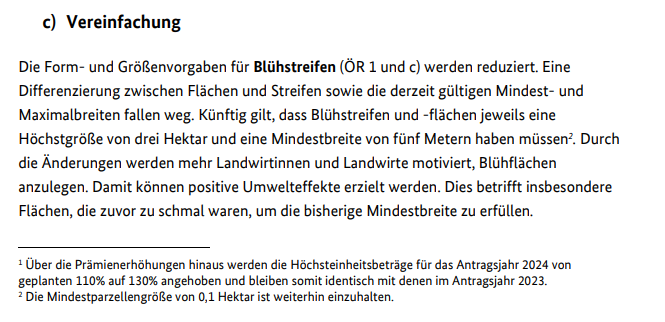 c) Vereinfachung
Die Form- und Größenvorgaben für Blühstreifen (ÖR 1 und c) werden reduziert. Eine
Differenzierung zwischen Flächen und Streifen sowie die derzeit gültigen Mindest- und
Maximalbreiten fallen weg. Künftig gilt, dass Blühstreifen und -flächen jeweils eine
Höchstgröße von drei Hektar und eine Mindestbreite von fünf Metern haben müssen². Durch
die Änderungen werden mehr Landwirtinnen und Landwirte motiviert, Blühflächen
anzulegen. Damit können positive Umwelteffekte erzielt werden. Dies betrifft insbesondere
Flächen, die zuvor zu schmal waren, um die bisherige Mindestbreite zu erfüllen.
¹ Über die Prämienerhöhungen hinaus werden die Höchsteinheitsbeträge für das Antragsjahr 2024 von
geplanten 110% auf 130% angehoben und bleiben somit identisch mit denen im Antragsjahr 2023.
² Die Mindestparzellengröße von 0,1 Hektar ist weiterhin einzuhalten.